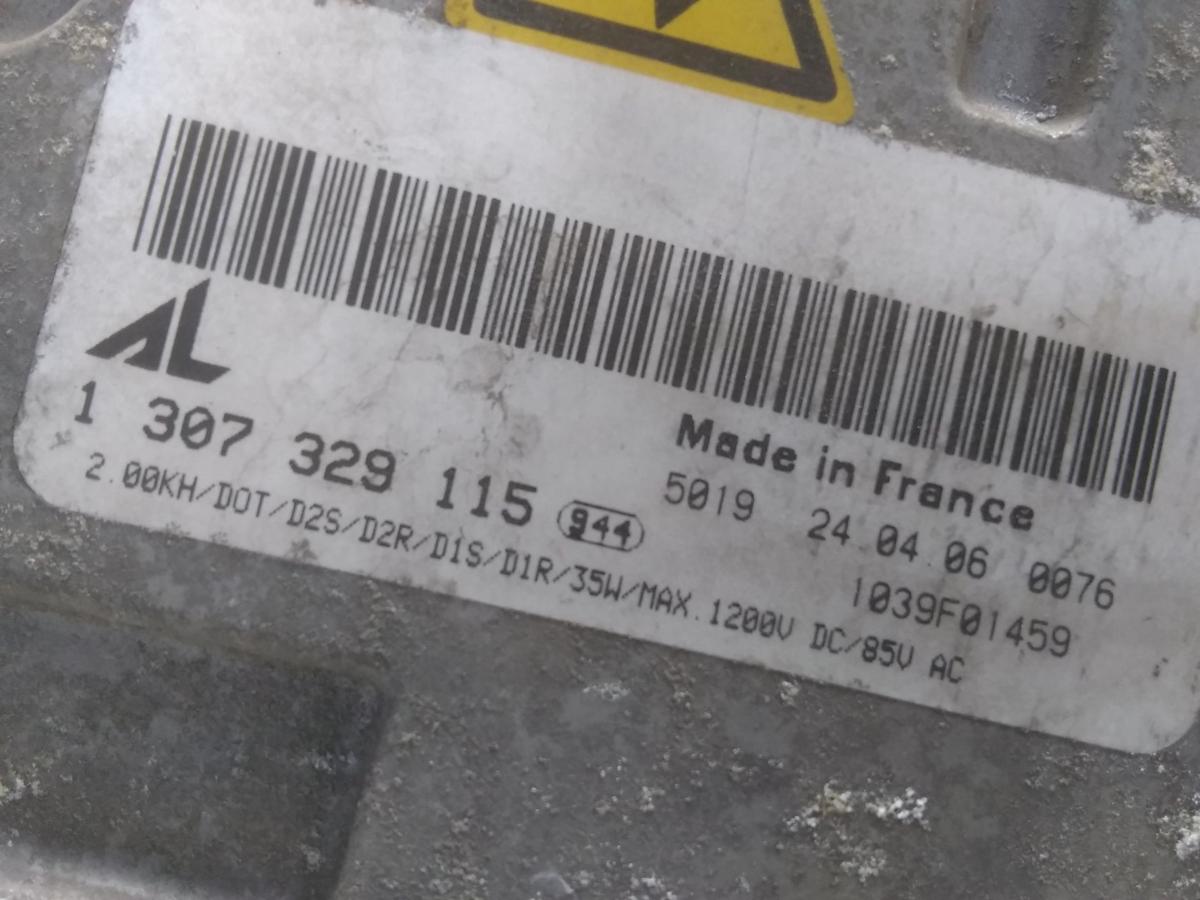 AL
1 307 329 115 944
2.00KH/DOT/D2S/D2R/D1S/D1R/35W/MAX.1200V DC/85V AC
Made in France
5019 24.04.06 0076
1039F01459